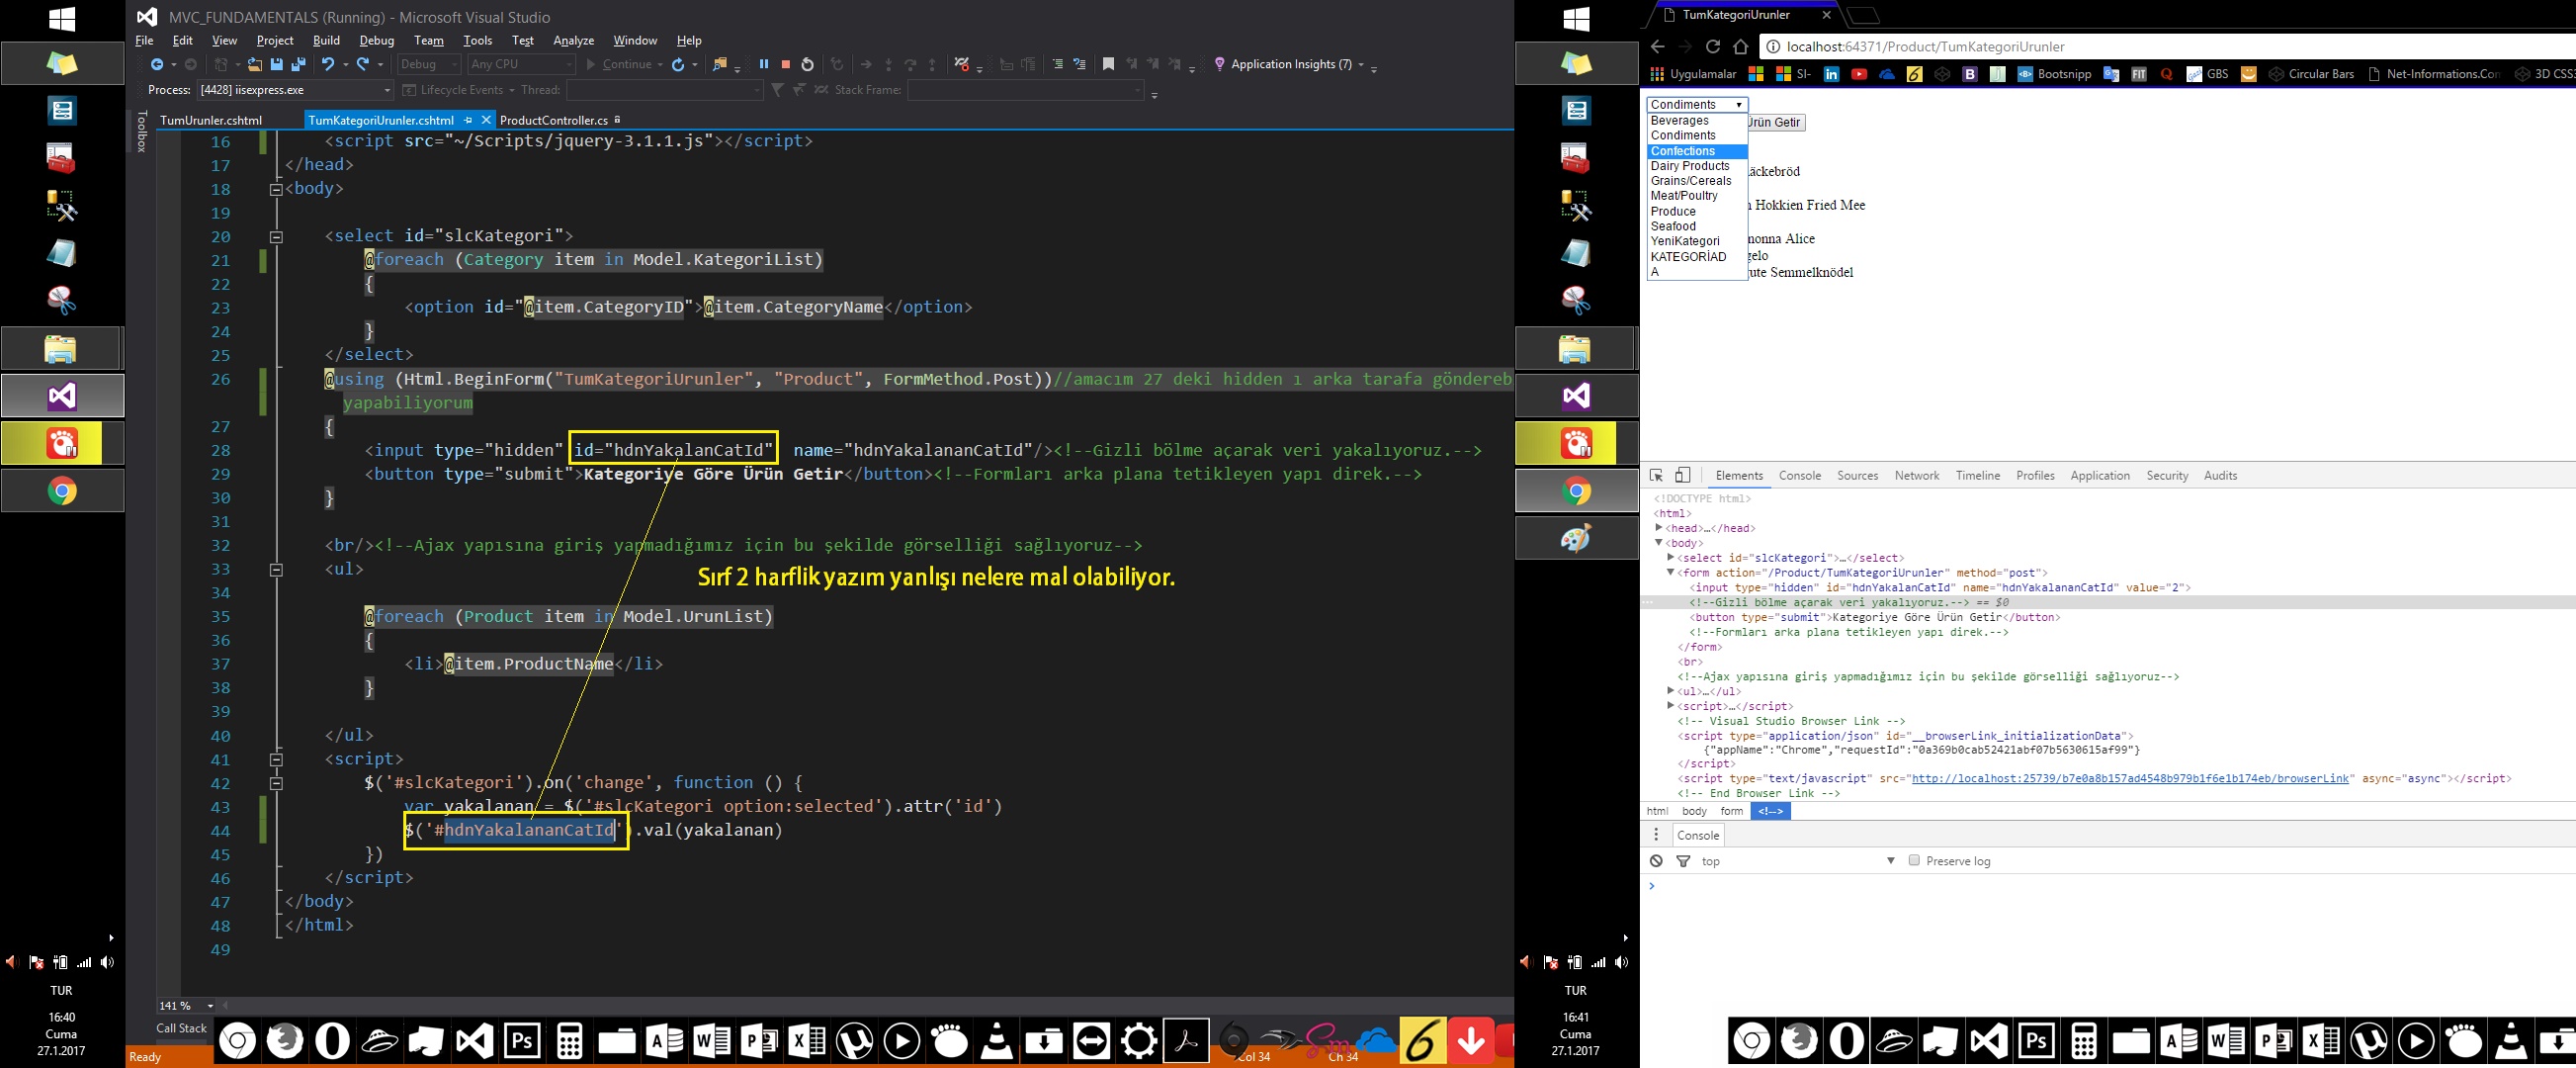 MVC_FUNDAMENTALS (Running) - Microsoft Visual Studio
File Edit View Project Build Debug Team Tools Test Analyze Window Help
Debug Any CPU Continue Application Insights (7)
Process: [4428] iisexpress.exe Lifecycle Events Thread: Stack Frame:
Toolbox
TumUrunler.cshtml TumKategoriUrunler.cshtml ProductController.cs
16 <script src="~/Scripts/jquery-3.1.1.js"></script>
17 </head>
18 <body>
19
20 <select id="slcKategori">
21 @foreach (Category item in Model.KategoriList)
22 {
23 <option id="@item.CategoryID">@item.CategoryName</option>
24 }
25 </select>
26 @using (Html.BeginForm("TumKategoriUrunler", "Product", FormMethod.Post))//amacım 27 deki hidden ı arka tarafa göndereb
yapabiliyorum
27 {
28 <input type="hidden" id="hdnYakalanCatId" name="hdnYakalananCatId"/><!--Gizli bölme açarak veri yakalıyoruz.-->
29 <button type="submit">Kategoriye Göre Ürün Getir</button><!--Formları arka plana tetikleyen yapı direk.-->
30 }
31
32 <br/><!--Ajax yapısına giriş yapmadığımız için bu şekilde görselliği sağlıyoruz-->
33 <ul>
Sırf 2 harflik yazım yanlışı nelere mal olabiliyor.
34
35 @foreach (Product item in Model.UrunList)
36 {
37 <li>@item.ProductName</li>
38 }
39
40 </ul>
41 <script>
42 $('#slcKategori').on('change', function () {
43 var yakalanan = $('#slcKategori option:selected').attr('id')
44 $('#hdnYakalananCatId').val(yakalanan)
45 })
46 </script>
47 </body>
48 </html>
49
141 %
Call Stack
Ready Col 34 Ch 34
TUR
16:40
Cuma
27.1.2017
TUR
16:41
Cuma
27.1.2017
TumKategoriUrunler
localhost:64371/Product/TumKategoriUrunler
Uygulamalar SI- Bootsnipp FIT GBS Circular Bars Net-Informations.Com 3D CSS3
Condiments
Beverages
Condiments
Confections
Dairy Products
Grains/Cereals
Meat/Poultry
Produce
Seafood
YeniKategori
KATEGORİAD
A
Ürün Getir
äckebröd
n Hokkien Fried Mee
nonna Alice
gelo
rute Semmelknödel
Elements Console Sources Network Timeline Profiles Application Security Audits
<!DOCTYPE html>
<html>
<head>…</head>
<body>
<select id="slcKategori">…</select>
<form action="/Product/TumKategoriUrunler" method="post">
<input type="hidden" id="hdnYakalanCatId" name="hdnYakalananCatId" value="2">
<!--Gizli bölme açarak veri yakalıyoruz.--> == $0
<button type="submit">Kategoriye Göre Ürün Getir</button>
<!--Formları arka plana tetikleyen yapı direk.-->
</form>
<br>
<!--Ajax yapısına giriş yapmadığımız için bu şekilde görselliği sağlıyoruz-->
<ul>…</ul>
<script>…</script>
<!-- Visual Studio Browser Link -->
<script type="application/json" id="__browserLink_initializationData">
{"appName":"Chrome","requestId":"0a369b0cab52421abf07b5630615af99"}
</script>
<script type="text/javascript" src="http://localhost:25739/b7e0a8b157ad4548b979b1f6e1b174eb/browserLink" async="async"></script>
<!-- End Browser Link -->
html body form <!-->
Console
top Preserve log